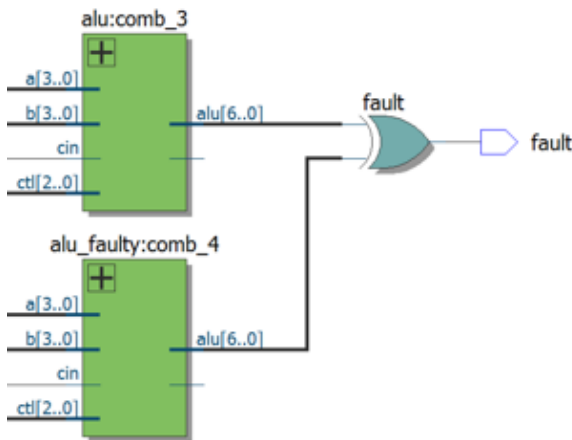 alu:comb_3
a[3..0]
b[3..0]
cin
ctl[2..0]
alu[6..0]
fault
fault
alu_faulty:comb_4
a[3..0]
b[3..0]
cin
ctl[2..0]
alu[6..0]